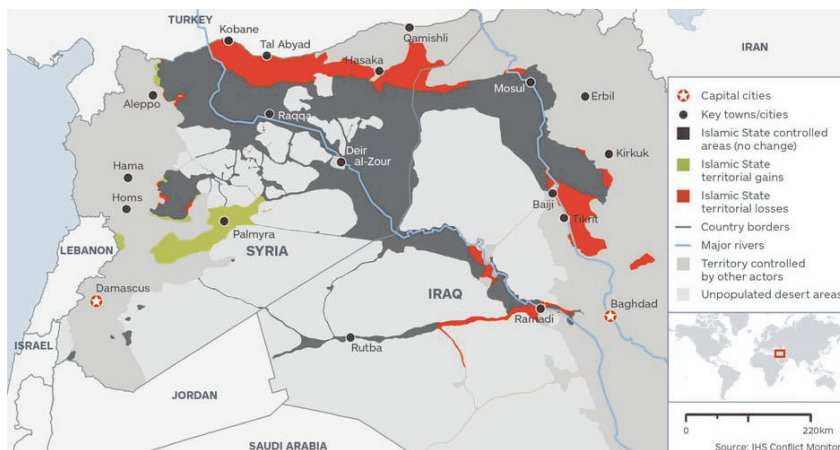 TURKEY
Kobane
Tal Abyad
Qamishli
Hasaka
IRAN
Aleppo
Raqqa
Mosul
Erbil
Deir
al-Zour
Kirkuk
Hama
Homs
Palmyra
Baiji
Tikrit
SYRIA
LEBANON
Damascus
IRAQ
Ramadi
Baghdad
ISRAEL
Rutba
JORDAN
SAUDI ARABIA
Capital cities
Key towns/cities
Islamic State controlled
areas (no change)
Islamic State
territorial gains
Islamic State
territorial losses
Country borders
Major rivers
Territory controlled
by other actors
Unpopulated desert areas
0
220km
Source: IHS Conflict Monitor